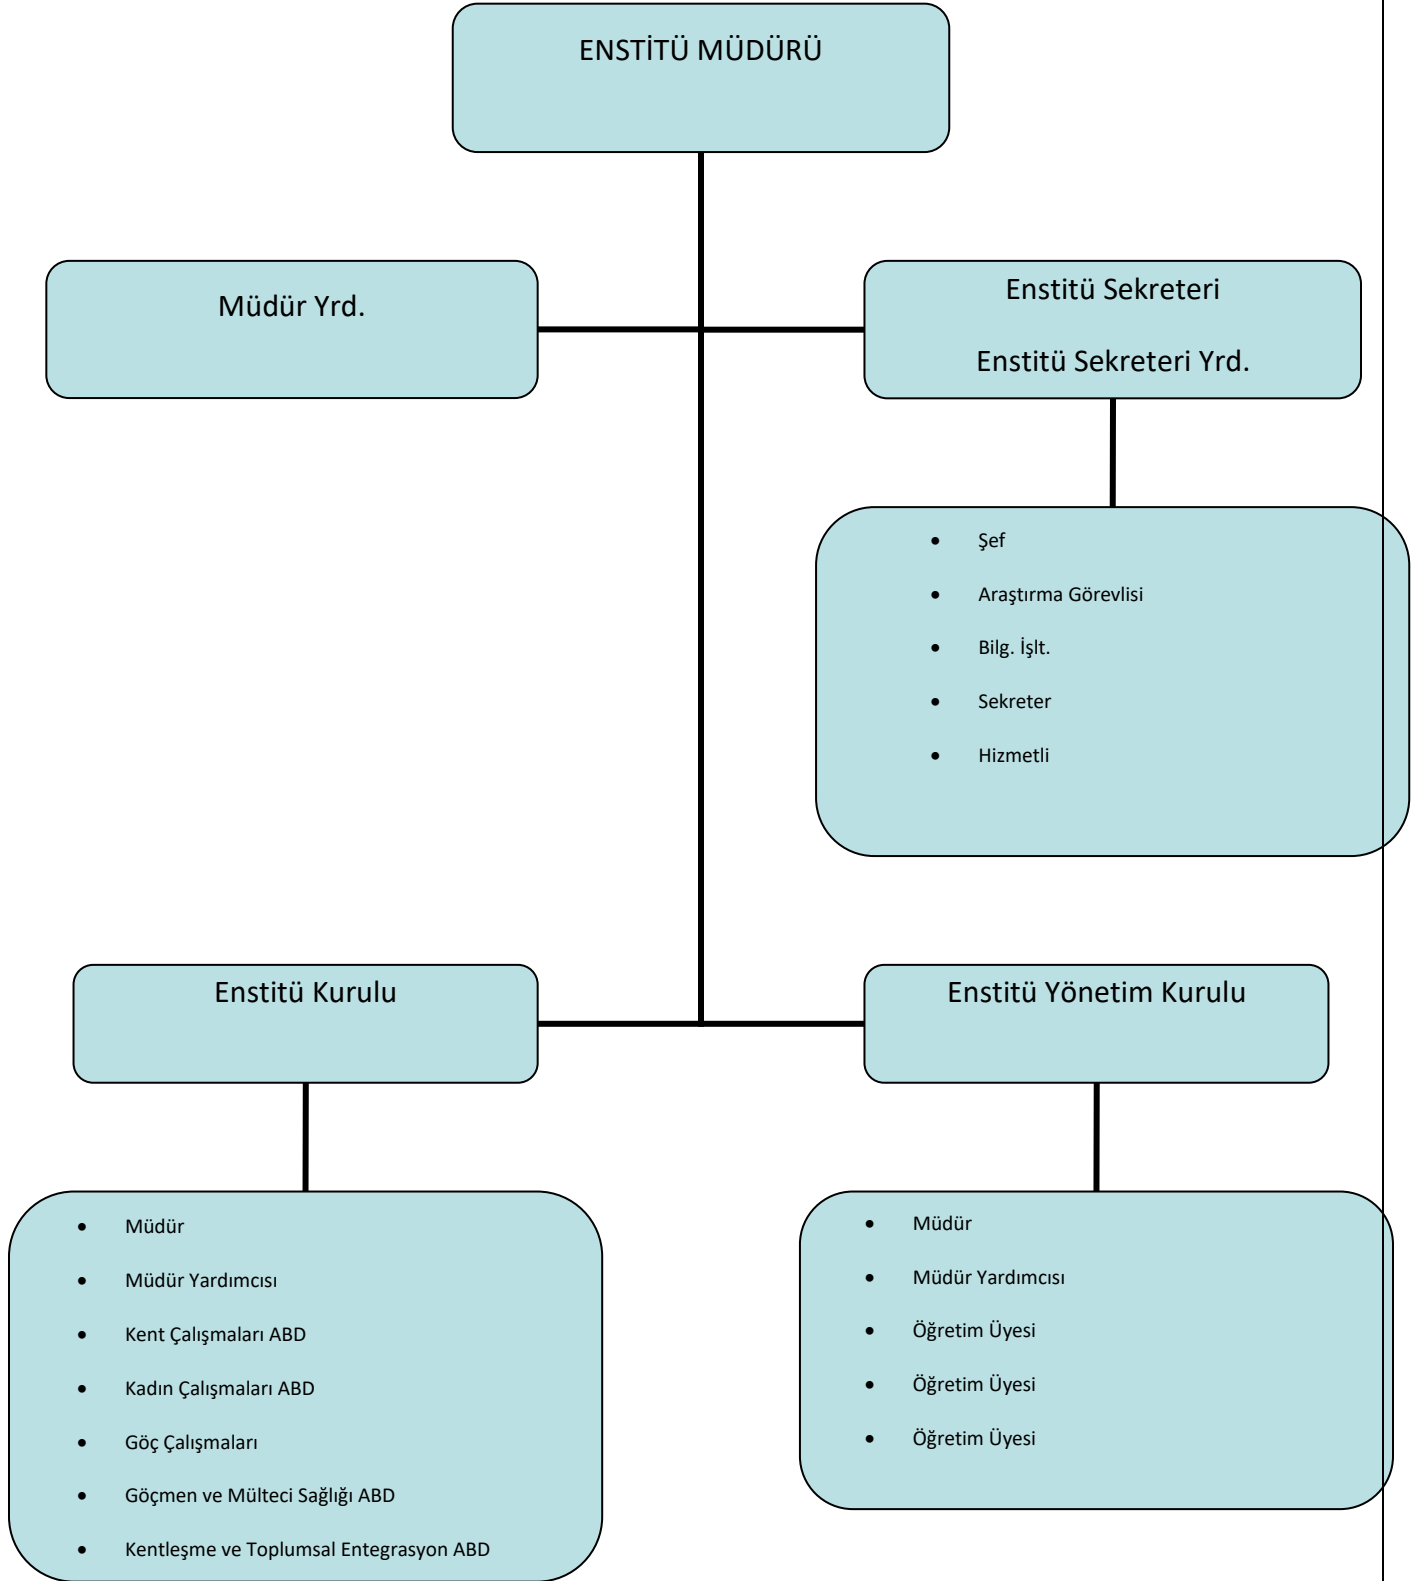 ENSTİTÜ MÜDÜRÜ
Müdür Yrd.
Enstitü Sekreteri
Enstitü Sekreteri Yrd.
• Şef
• Araştırma Görevlisi
• Bilg. İşlt.
• Sekreter
• Hizmetli
Enstitü Kurulu
Enstitü Yönetim Kurulu
• Müdür
• Müdür Yardımcısı
• Kent Çalışmaları ABD
• Kadın Çalışmaları ABD
• Göç Çalışmaları
• Göçmen ve Mülteci Sağlığı ABD
• Kentleşme ve Toplumsal Entegrasyon ABD
• Müdür
• Müdür Yardımcısı
• Öğretim Üyesi
• Öğretim Üyesi
• Öğretim Üyesi